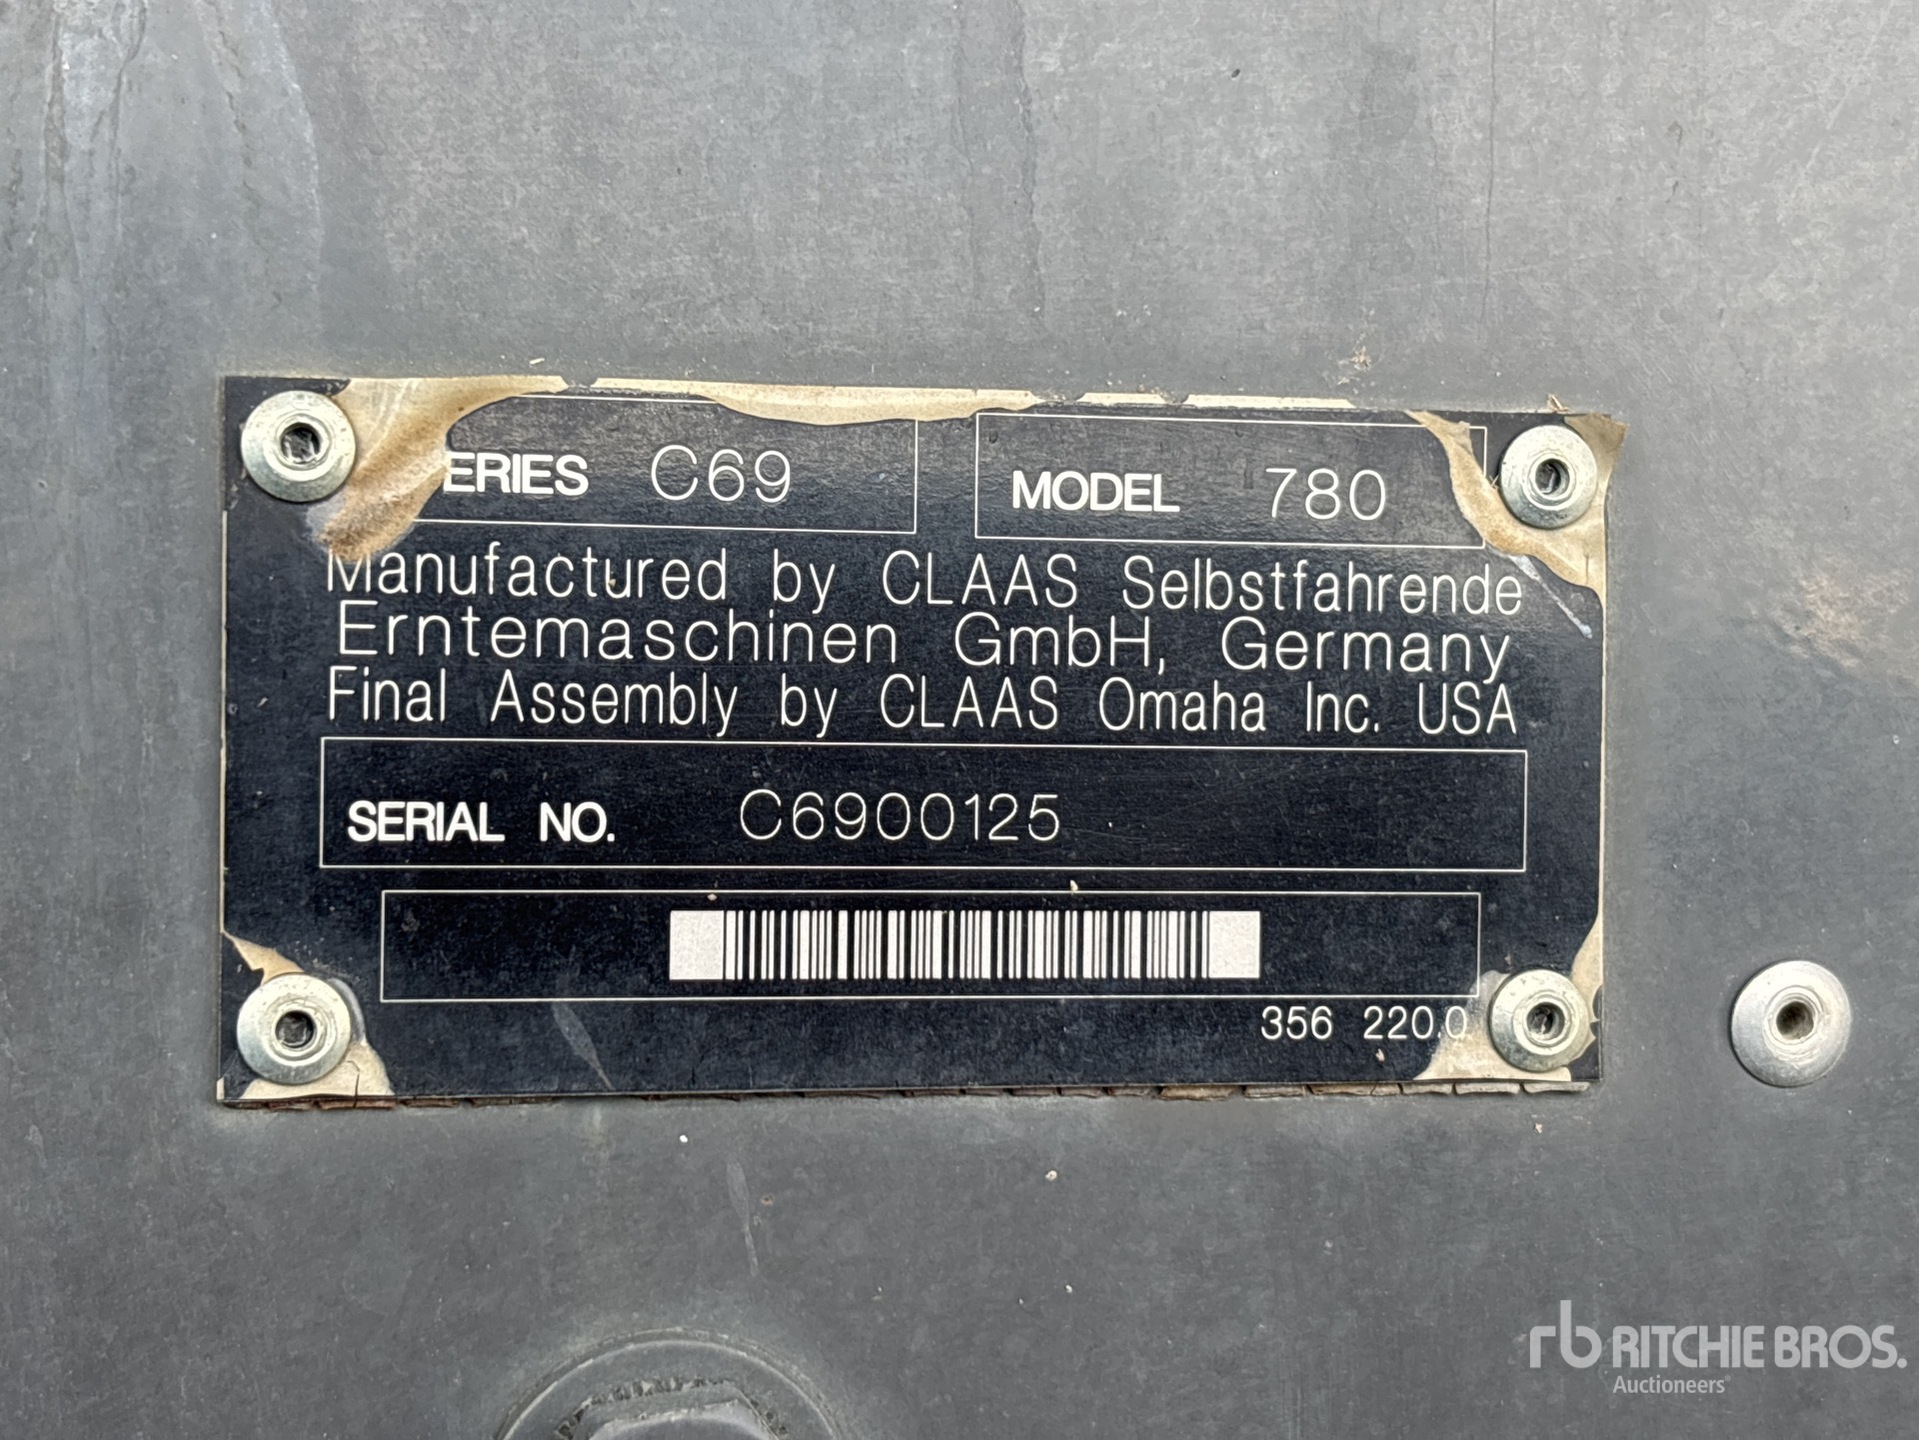 ERIES C69 MODEL 780
Manufactured by CLAAS Selbstfahrende
Erntemaschinen GmbH, Germany
Final Assembly by CLAAS Omaha Inc. USA
SERIAL NO. C6900125
356 220.0
rb RITCHIE BROS.
Auctioneers